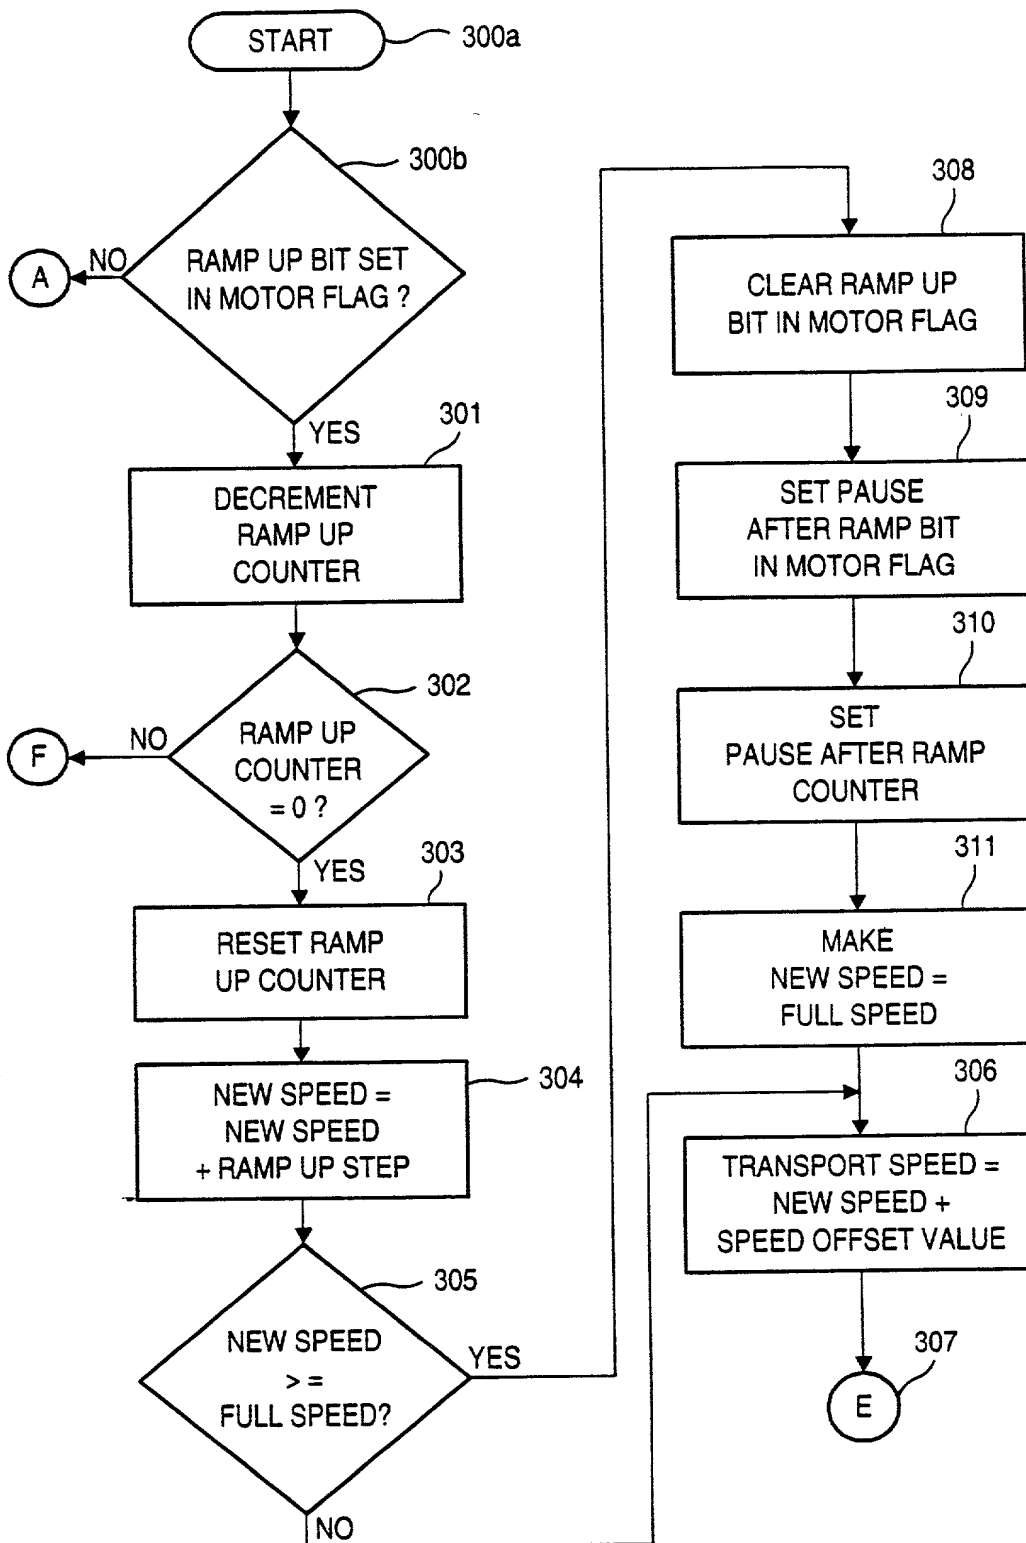 START
300a
300b
RAMP UP BIT SET
IN MOTOR FLAG ?
NO
A
YES
301
DECREMENT
RAMP UP
COUNTER
302
RAMP UP
COUNTER
= 0 ?
NO
F
YES
303
RESET RAMP
UP COUNTER
304
NEW SPEED =
NEW SPEED
+ RAMP UP STEP
305
NEW SPEED
> =
FULL SPEED?
YES
NO
308
CLEAR RAMP UP
BIT IN MOTOR FLAG
309
SET PAUSE
AFTER RAMP BIT
IN MOTOR FLAG
310
SET
PAUSE AFTER RAMP
COUNTER
311
MAKE
NEW SPEED =
FULL SPEED
306
TRANSPORT SPEED =
NEW SPEED +
SPEED OFFSET VALUE
307
E